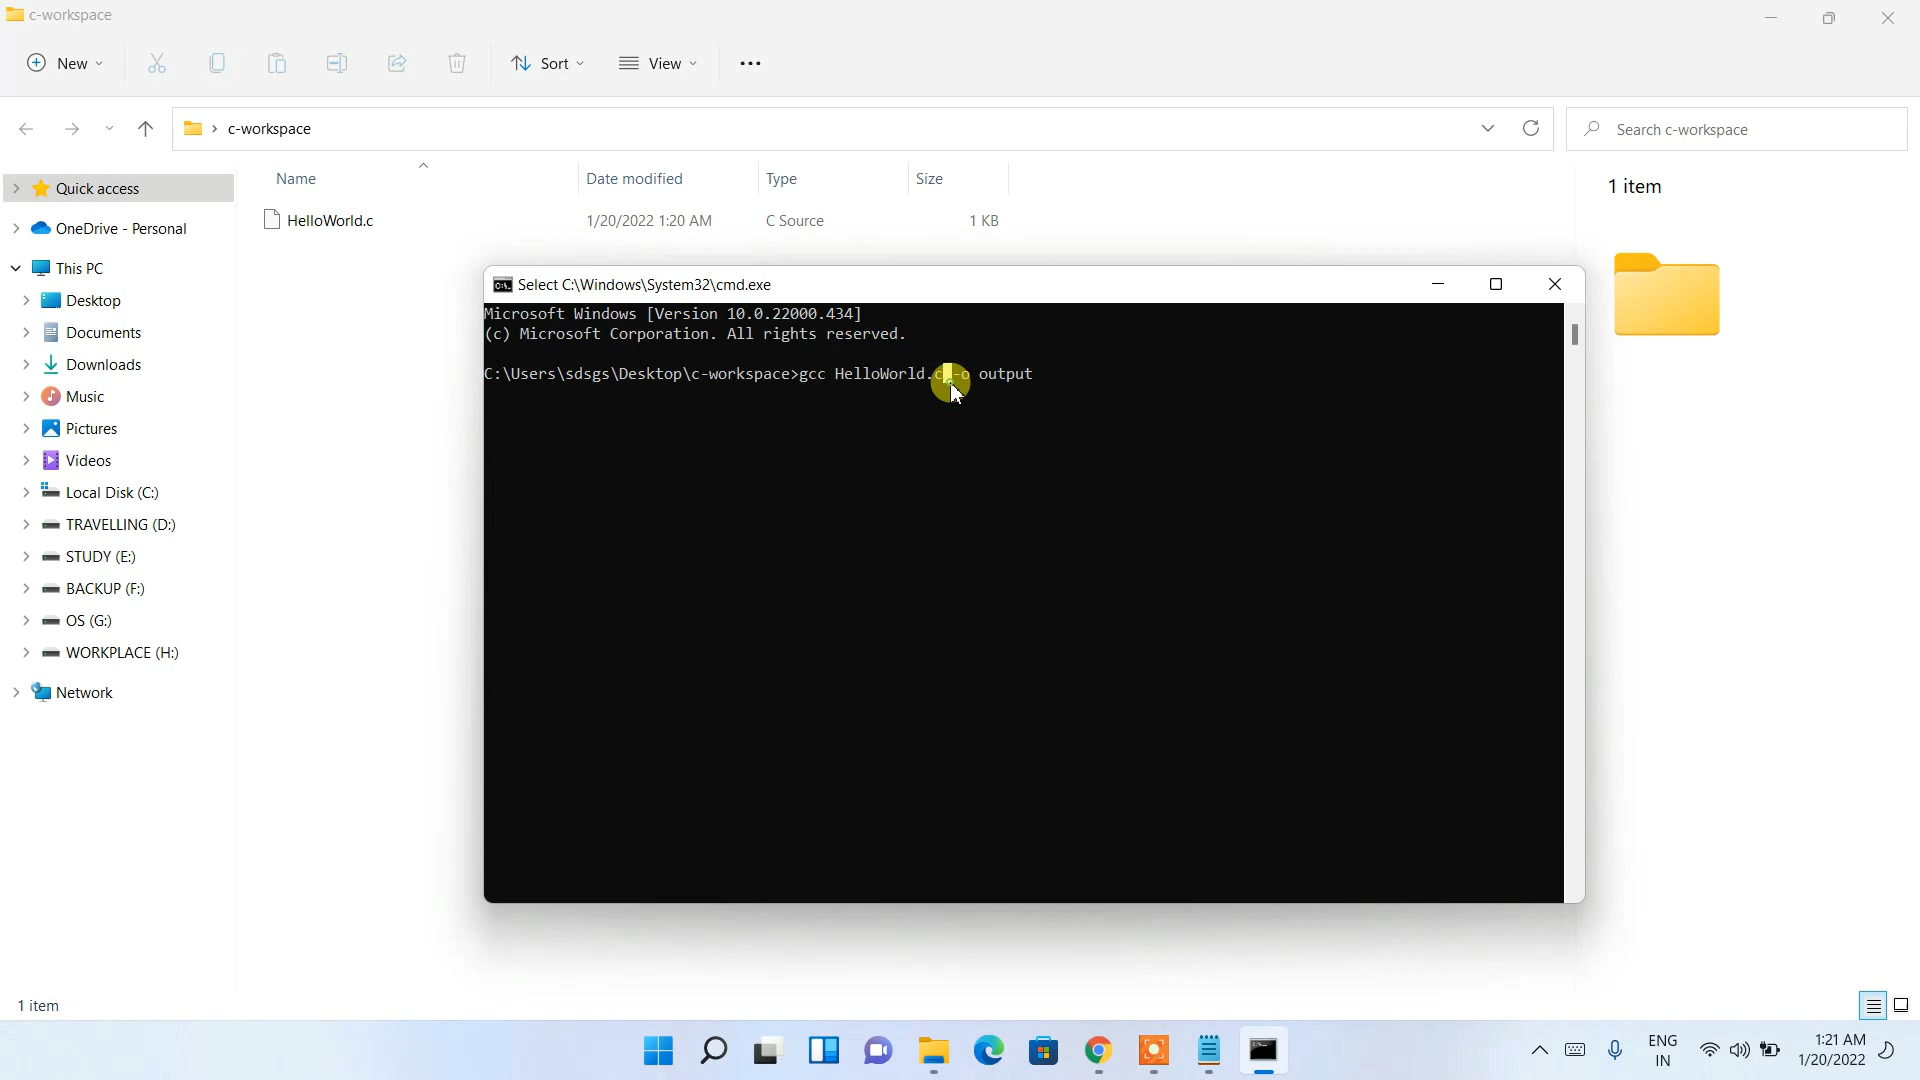 c-workspace
New
Sort
View
c-workspace
Search c-workspace
Name
Date modified
Type
Size
HelloWorld.c
1/20/2022 1:20 AM
C Source
1 KB
1 item
Quick access
OneDrive - Personal
This PC
Desktop
Documents
Downloads
Music
Pictures
Videos
Local Disk (C:)
TRAVELLING (D:)
STUDY (E:)
BACKUP (F:)
OS (G:)
WORKPLACE (H:)
Network
Select C:\Windows\System32\cmd.exe
Microsoft Windows [Version 10.0.22000.434]
(c) Microsoft Corporation. All rights reserved.
C:\Users\sdsgs\Desktop\c-workspace>gcc HelloWorld.c -o output
1 item
ENG
IN
1:21 AM
1/20/2022